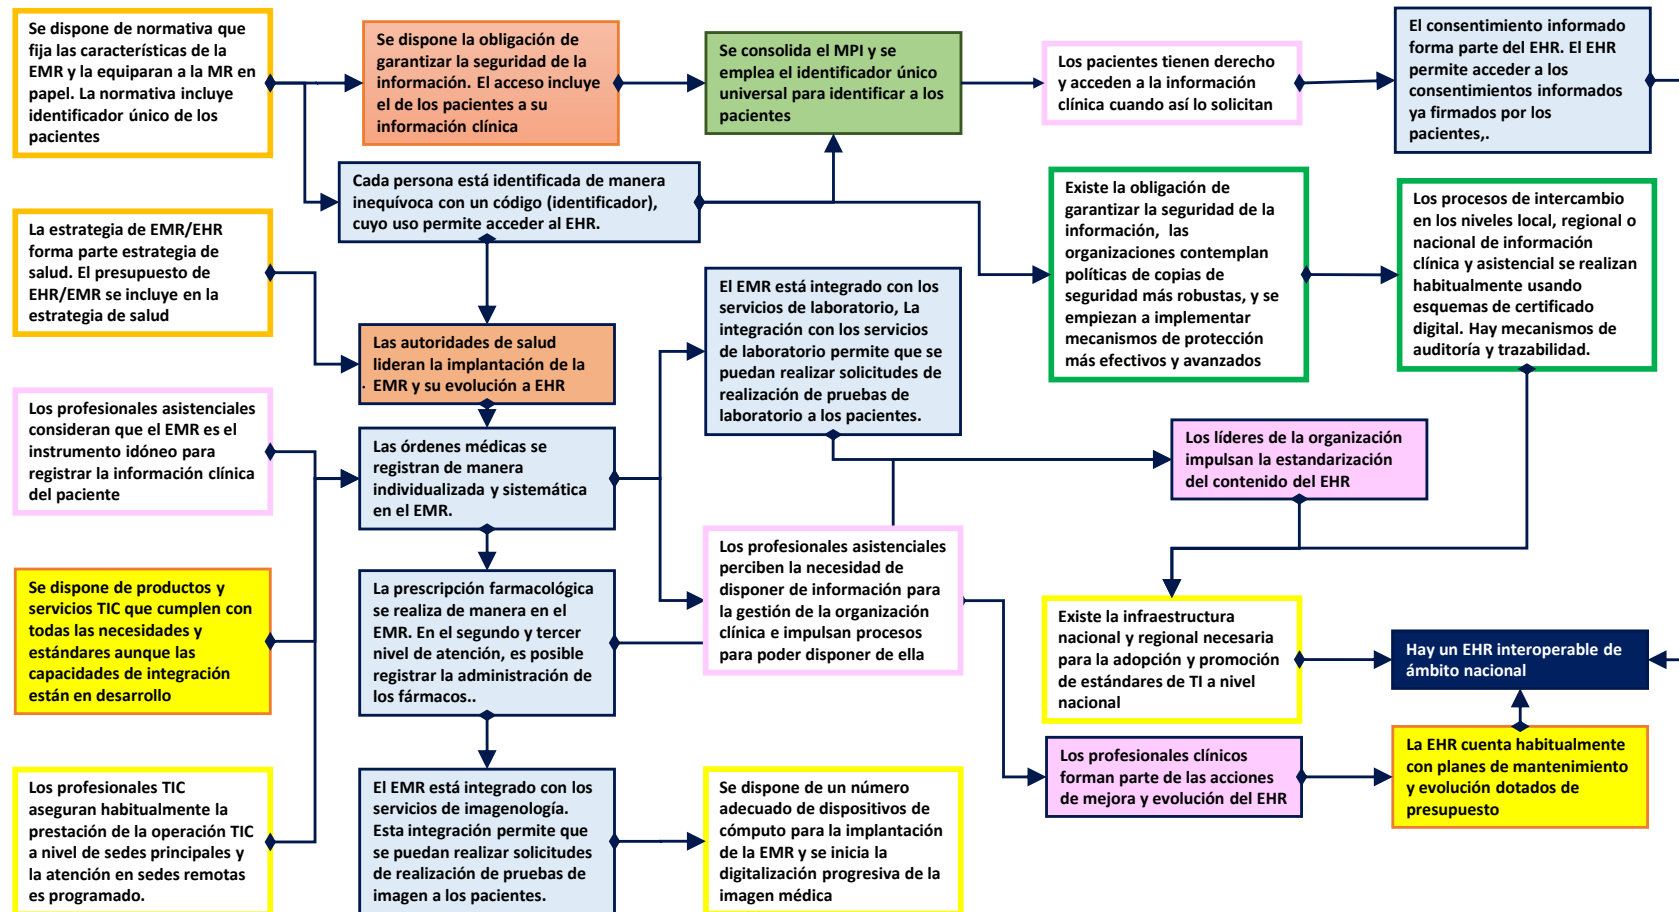 Se dispone de normativa que
fija las características de la
EMR y la equiparan a la MR en
papel. La normativa incluye
identificador único de los
pacientes
Se dispone la obligación de
garantizar la seguridad de la
información. El acceso incluye
el de los pacientes a su
información clínica
Se consolida el MPI y se
emplea el identificador único
universal para identificar a los
pacientes
Los pacientes tienen derecho
y acceden a la información
clínica cuando así lo solicitan
El consentimiento informado
forma parte del EHR. El EHR
permite acceder a los
consentimientos informados
ya firmados por los
pacientes,.
Cada persona está identificada de manera
inequívoca con un código (identificador),
cuyo uso permite acceder al EHR.
Existe la obligación de
garantizar la seguridad de la
información, las
organizaciones contemplan
políticas de copias de
seguridad más robustas, y se
empiezan a implementar
mecanismos de protección
más efectivos y avanzados
Los procesos de intercambio
en los niveles local, regional o
nacional de información
clínica y asistencial se realizan
habitualmente usando
esquemas de certificado
digital. Hay mecanismos de
auditoría y trazabilidad.
La estrategia de EMR/EHR
forma parte estrategia de
salud. El presupuesto de
EHR/EMR se incluye en la
estrategia de salud
Las autoridades de salud
lideran la implantación de la
. EMR y su evolución a EHR
El EMR está integrado con los
servicios de laboratorio, La
integración con los servicios
de laboratorio permite que se
puedan realizar solicitudes de
realización de pruebas de
laboratorio a los pacientes.
Los profesionales asistenciales
consideran que el EMR es el
instrumento idóneo para
registrar la información clínica
del paciente
Las órdenes médicas se
registran de manera
individualizada y sistemática
en el EMR.
Los líderes de la organización
impulsan la estandarización
del contenido del EHR
Se dispone de productos y
servicios TIC que cumplen con
todas las necesidades y
estándares aunque las
capacidades de integración
están en desarrollo
La prescripción farmacológica
se realiza de manera en el
EMR. En el segundo y tercer
nivel de atención, es posible
registrar la administración de
los fármacos..
Los profesionales asistenciales
perciben la necesidad de
disponer de información para
la gestión de la organización
clínica e impulsan procesos
para poder disponer de ella
Existe la infraestructura
nacional y regional necesaria
para la adopción y promoción
de estándares de TI a nivel
nacional
Hay un EHR interoperable de
ámbito nacional
Los profesionales TIC
aseguran habitualmente la
prestación de la operación TIC
a nivel de sedes principales y
la atención en sedes remotas
es programado.
El EMR está integrado con los
servicios de imagenología.
Esta integración permite que
se puedan realizar solicitudes
de realización de pruebas de
imagen a los pacientes.
Se dispone de un número
adecuado de dispositivos de
cómputo para la implantación
de la EMR y se inicia la
digitalización progresiva de la
imagen médica
Los profesionales clínicos
forman parte de las acciones
de mejora y evolución del EHR
La EHR cuenta habitualmente
con planes de mantenimiento
y evolución dotados de
presupuesto